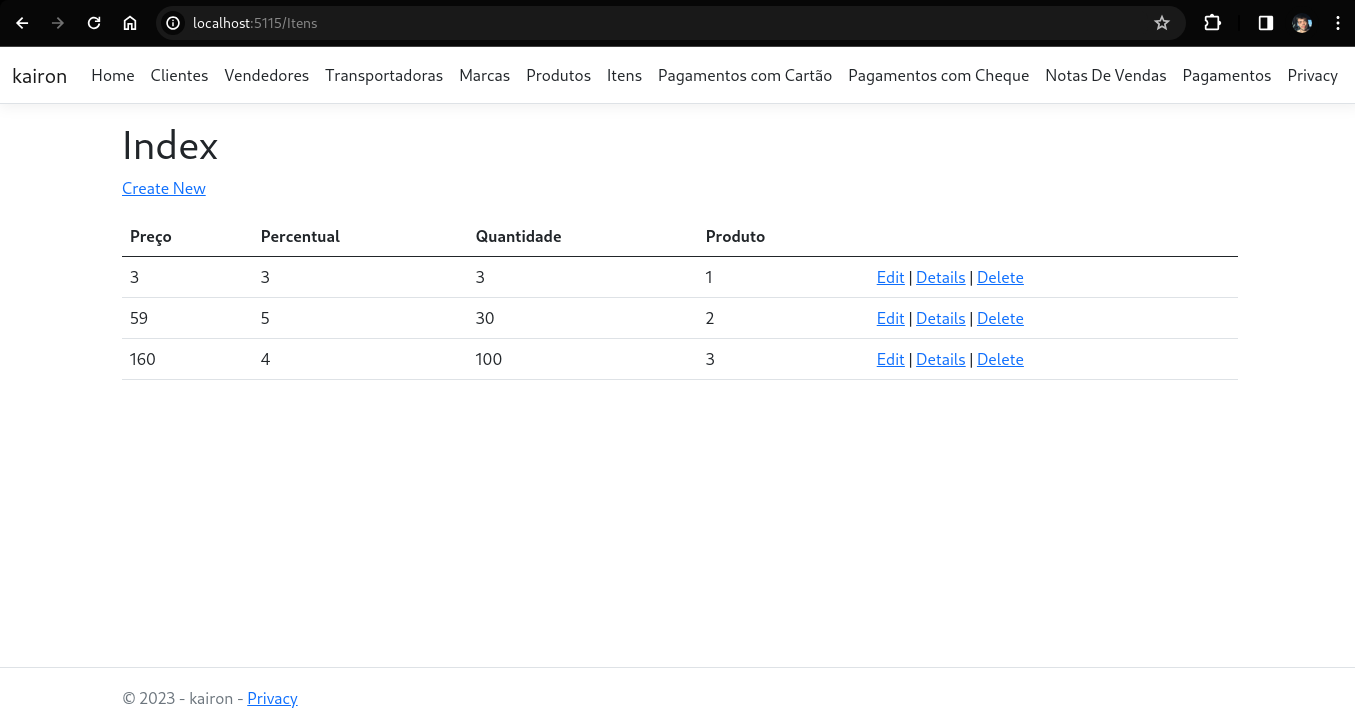 localhost:5115/Itens
kairon Home Clientes Vendedores Transportadoras Marcas Produtos Itens Pagamentos com Cartão Pagamentos com Cheque Notas De Vendas Pagamentos Privacy
Index
Create New
Preço Percentual Quantidade Produto
3 3 3 1 Edit | Details | Delete
59 5 30 2 Edit | Details | Delete
160 4 100 3 Edit | Details | Delete
© 2023 - kairon - Privacy